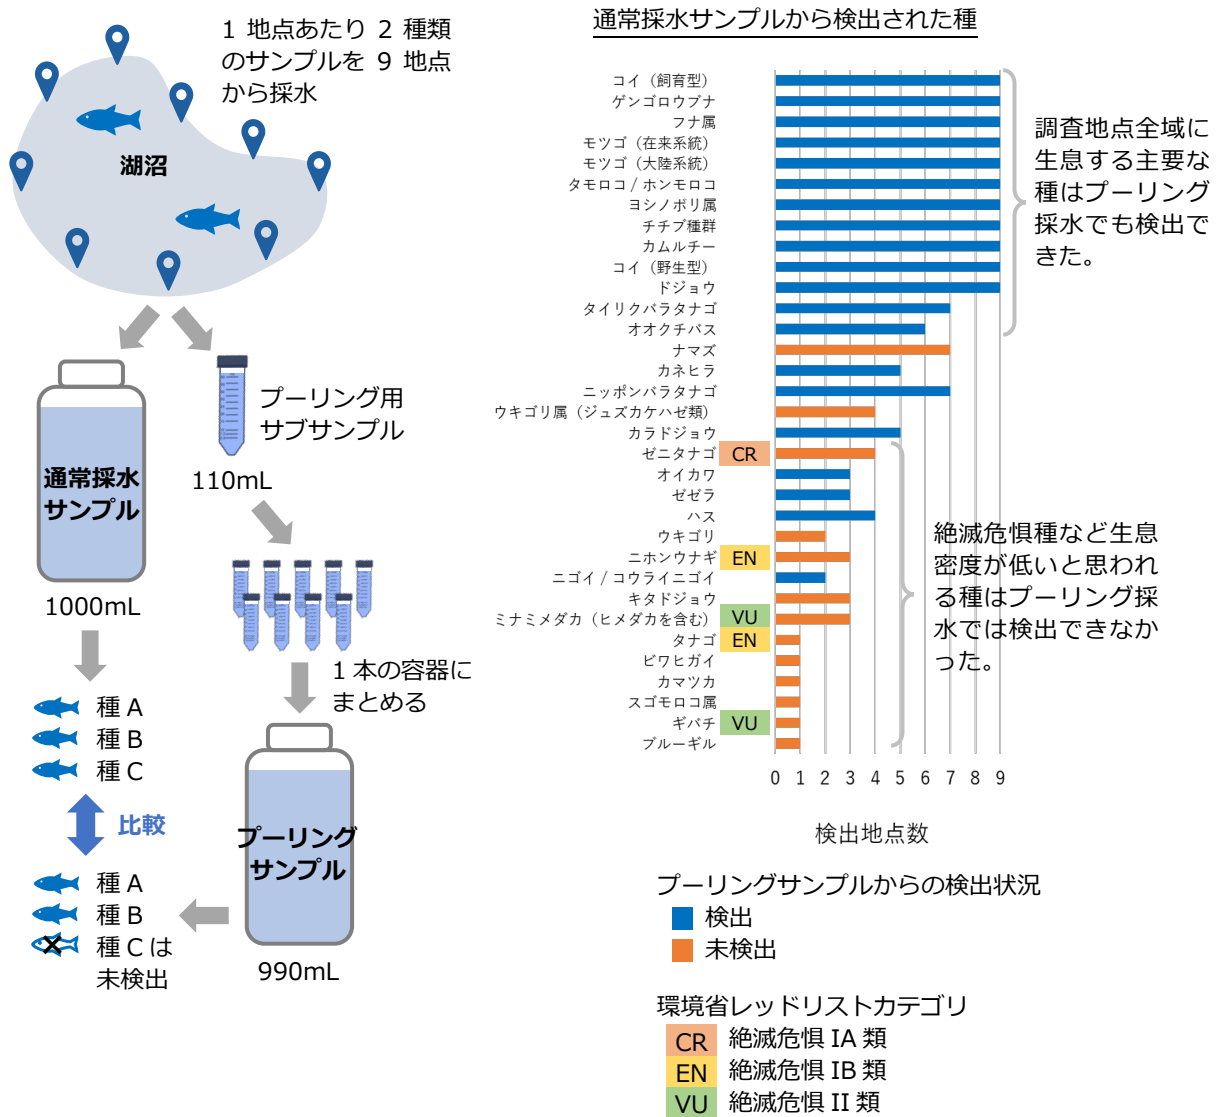 1 地点あたり 2 種類
のサンプルを 9 地点
から採水
湖沼
通常採水
サンプル
1000mL
プーリング用
サブサンプル
110mL
1 本の容器に
まとめる
種 A
種 B
種 C
比較
種 A
種 B
種 C は
未検出
プーリング
サンプル
990mL
通常採水サンプルから検出された種
コイ（飼育型）
ゲンゴロウブナ
フナ属
モツゴ（在来系統）
モツゴ（大陸系統）
タモロコ / ホンモロコ
ヨシノボリ属
チチブ種群
カムルチー
コイ（野生型）
ドジョウ
タイリクバラタナゴ
オオクチバス
ナマズ
カネヒラ
ニッポンバラタナゴ
ウキゴリ属（ジュズカケハゼ類）
カラドジョウ
ゼニタナゴ CR
オイカワ
ゼゼラ
ハス
ウキゴリ
ニホンウナギ EN
ニゴイ / コウライニゴイ
キタドジョウ
ミナミメダカ（ヒメダカを含む） VU
タナゴ EN
ビワヒガイ
カマツカ
スゴモロコ属
ギバチ VU
ブルーギル
0 1 2 3 4 5 6 7 8 9
検出地点数
調査地点全域に
生息する主要な
種はプーリング
採水でも検出で
きた。
絶滅危惧種など生息
密度が低いと思われ
る種はプーリング採
水では検出できなか
った。
プーリングサンプルからの検出状況
検出
未検出
環境省レッドリストカテゴリ
CR 絶滅危惧 IA 類
EN 絶滅危惧 IB 類
VU 絶滅危惧 II 類